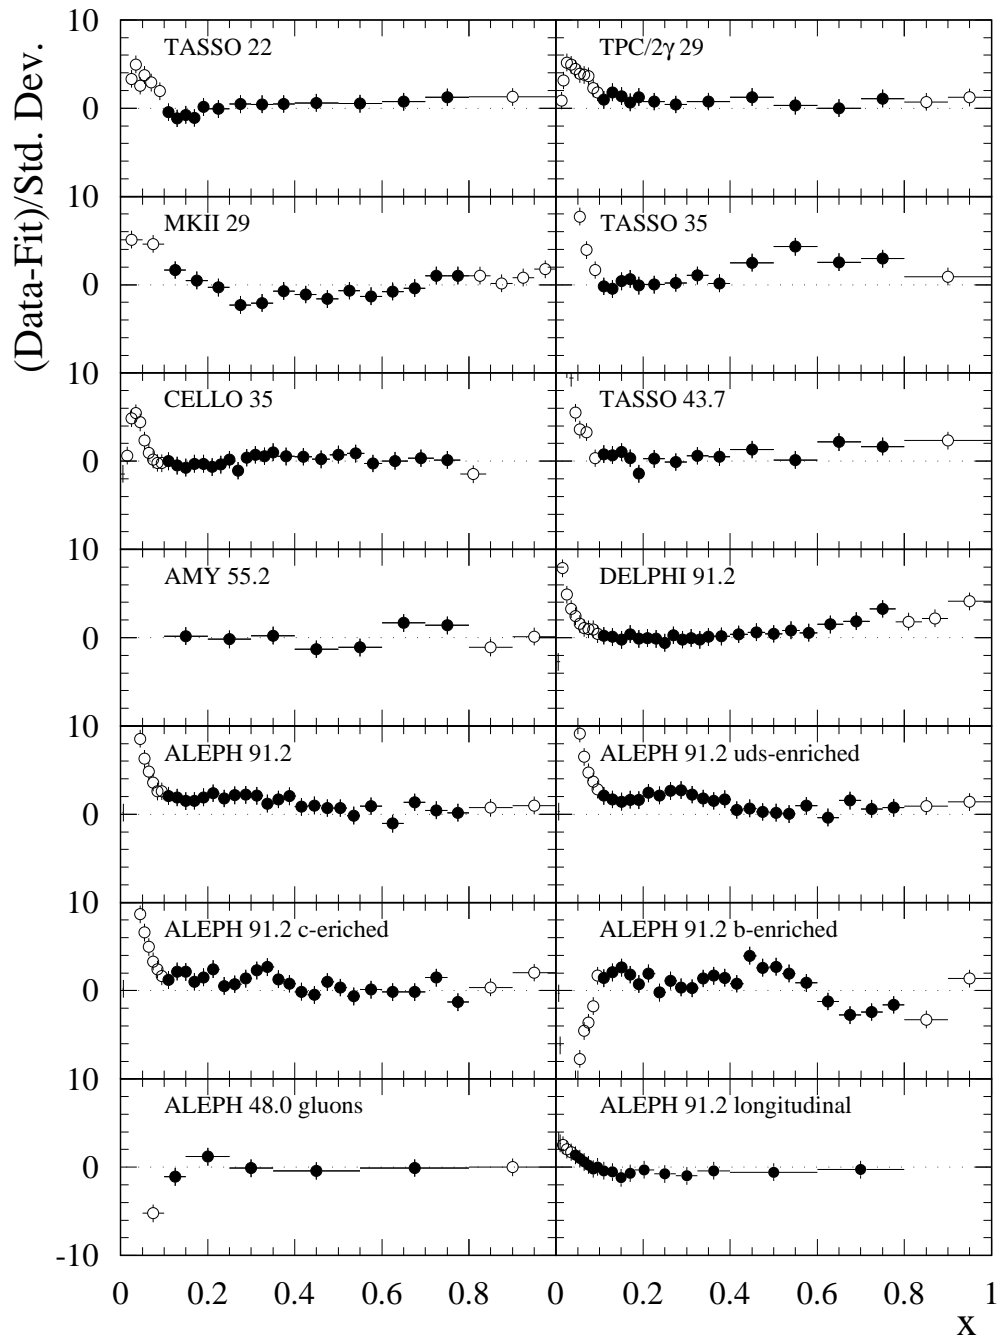 (Data-Fit)/Std. Dev.
10
TASSO 22
TPC/2γ 29
0
10
MKII 29
TASSO 35
0
10
CELLO 35
TASSO 43.7
0
10
AMY 55.2
DELPHI 91.2
0
10
ALEPH 91.2
ALEPH 91.2 uds-enriched
0
10
ALEPH 91.2 c-eriched
ALEPH 91.2 b-enriched
0
10
ALEPH 48.0 gluons
ALEPH 91.2 longitudinal
0
-10
0 0.2 0.4 0.6 0.8 0 0.2 0.4 0.6 0.8 1
x